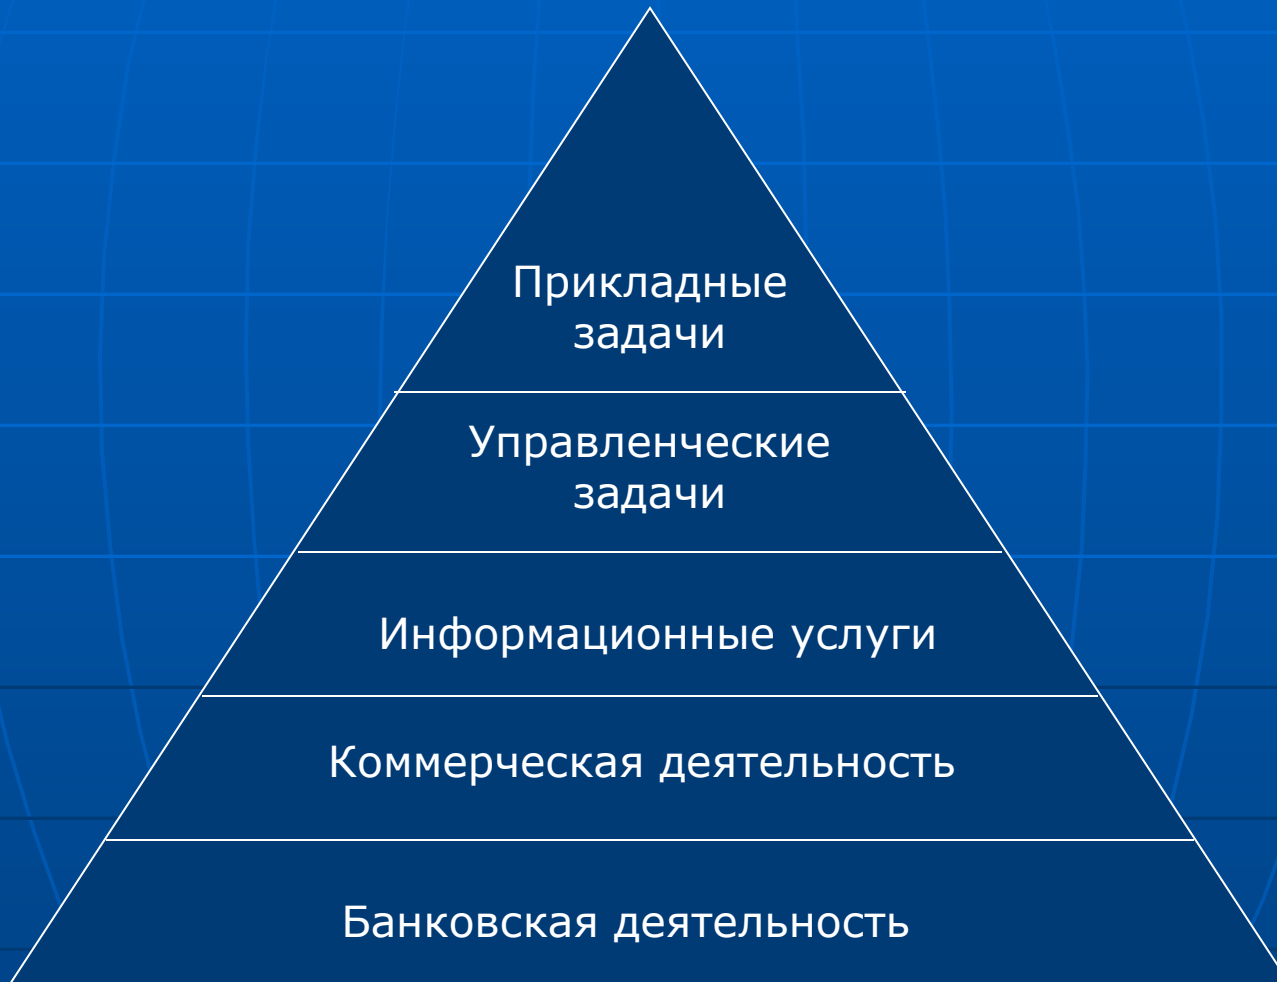 Прикладные
задачи
Управленческие
задачи
Информационные услуги
Коммерческая деятельность
Банковская деятельность